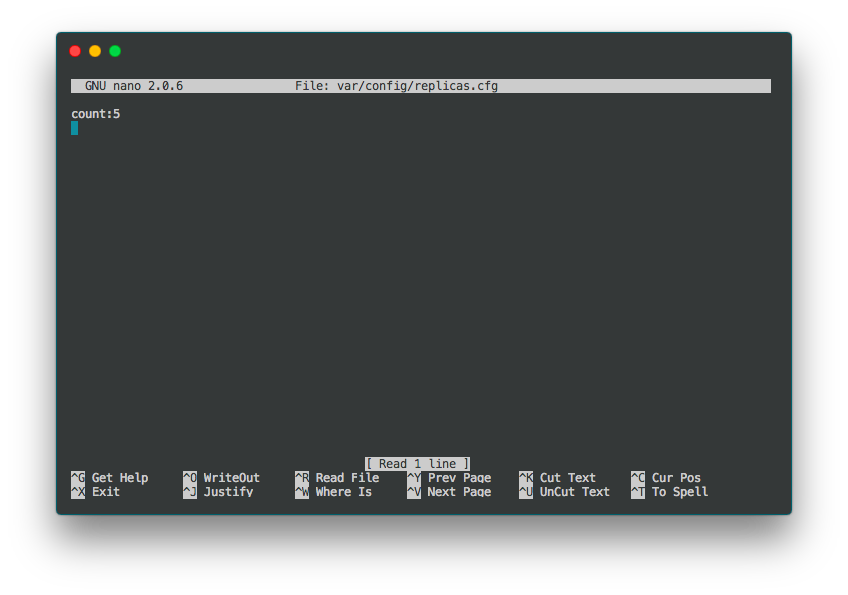 GNU nano 2.0.6 File: var/config/replicas.cfg
count:5
[ Read 1 line ]
^G Get Help ^O WriteOut ^R Read File ^Y Prev Page ^K Cut Text ^C Cur Pos
^X Exit ^J Justify ^W Where Is ^V Next Page ^U UnCut Text ^T To Spell